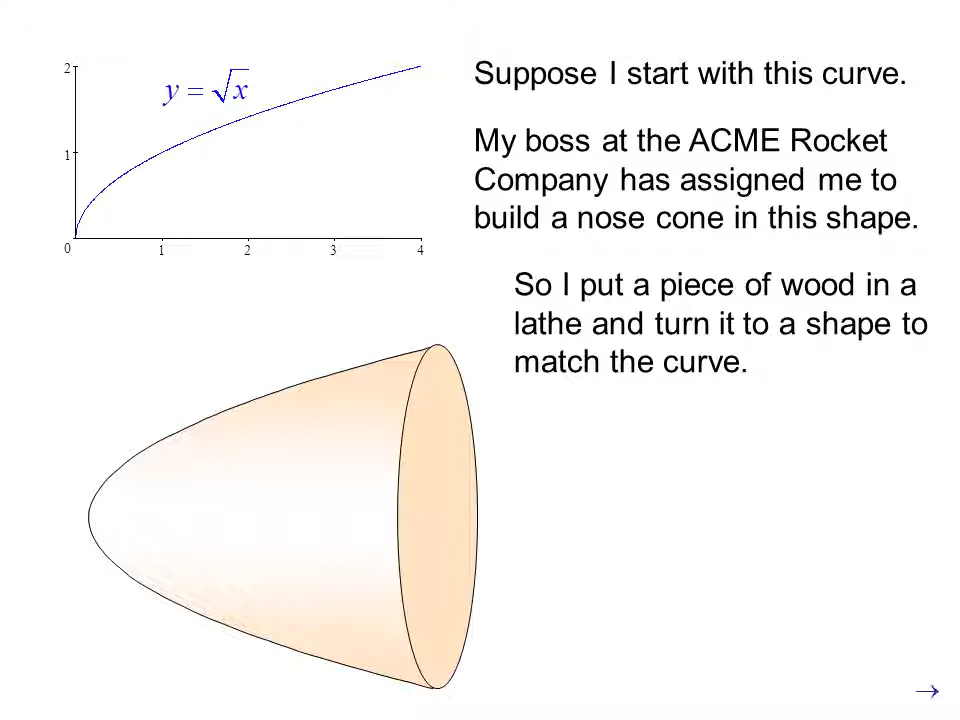 y = √x
2
1
0
1 2 3 4
Suppose I start with this curve.
My boss at the ACME Rocket
Company has assigned me to
build a nose cone in this shape.
So I put a piece of wood in a
lathe and turn it to a shape to
match the curve.
→